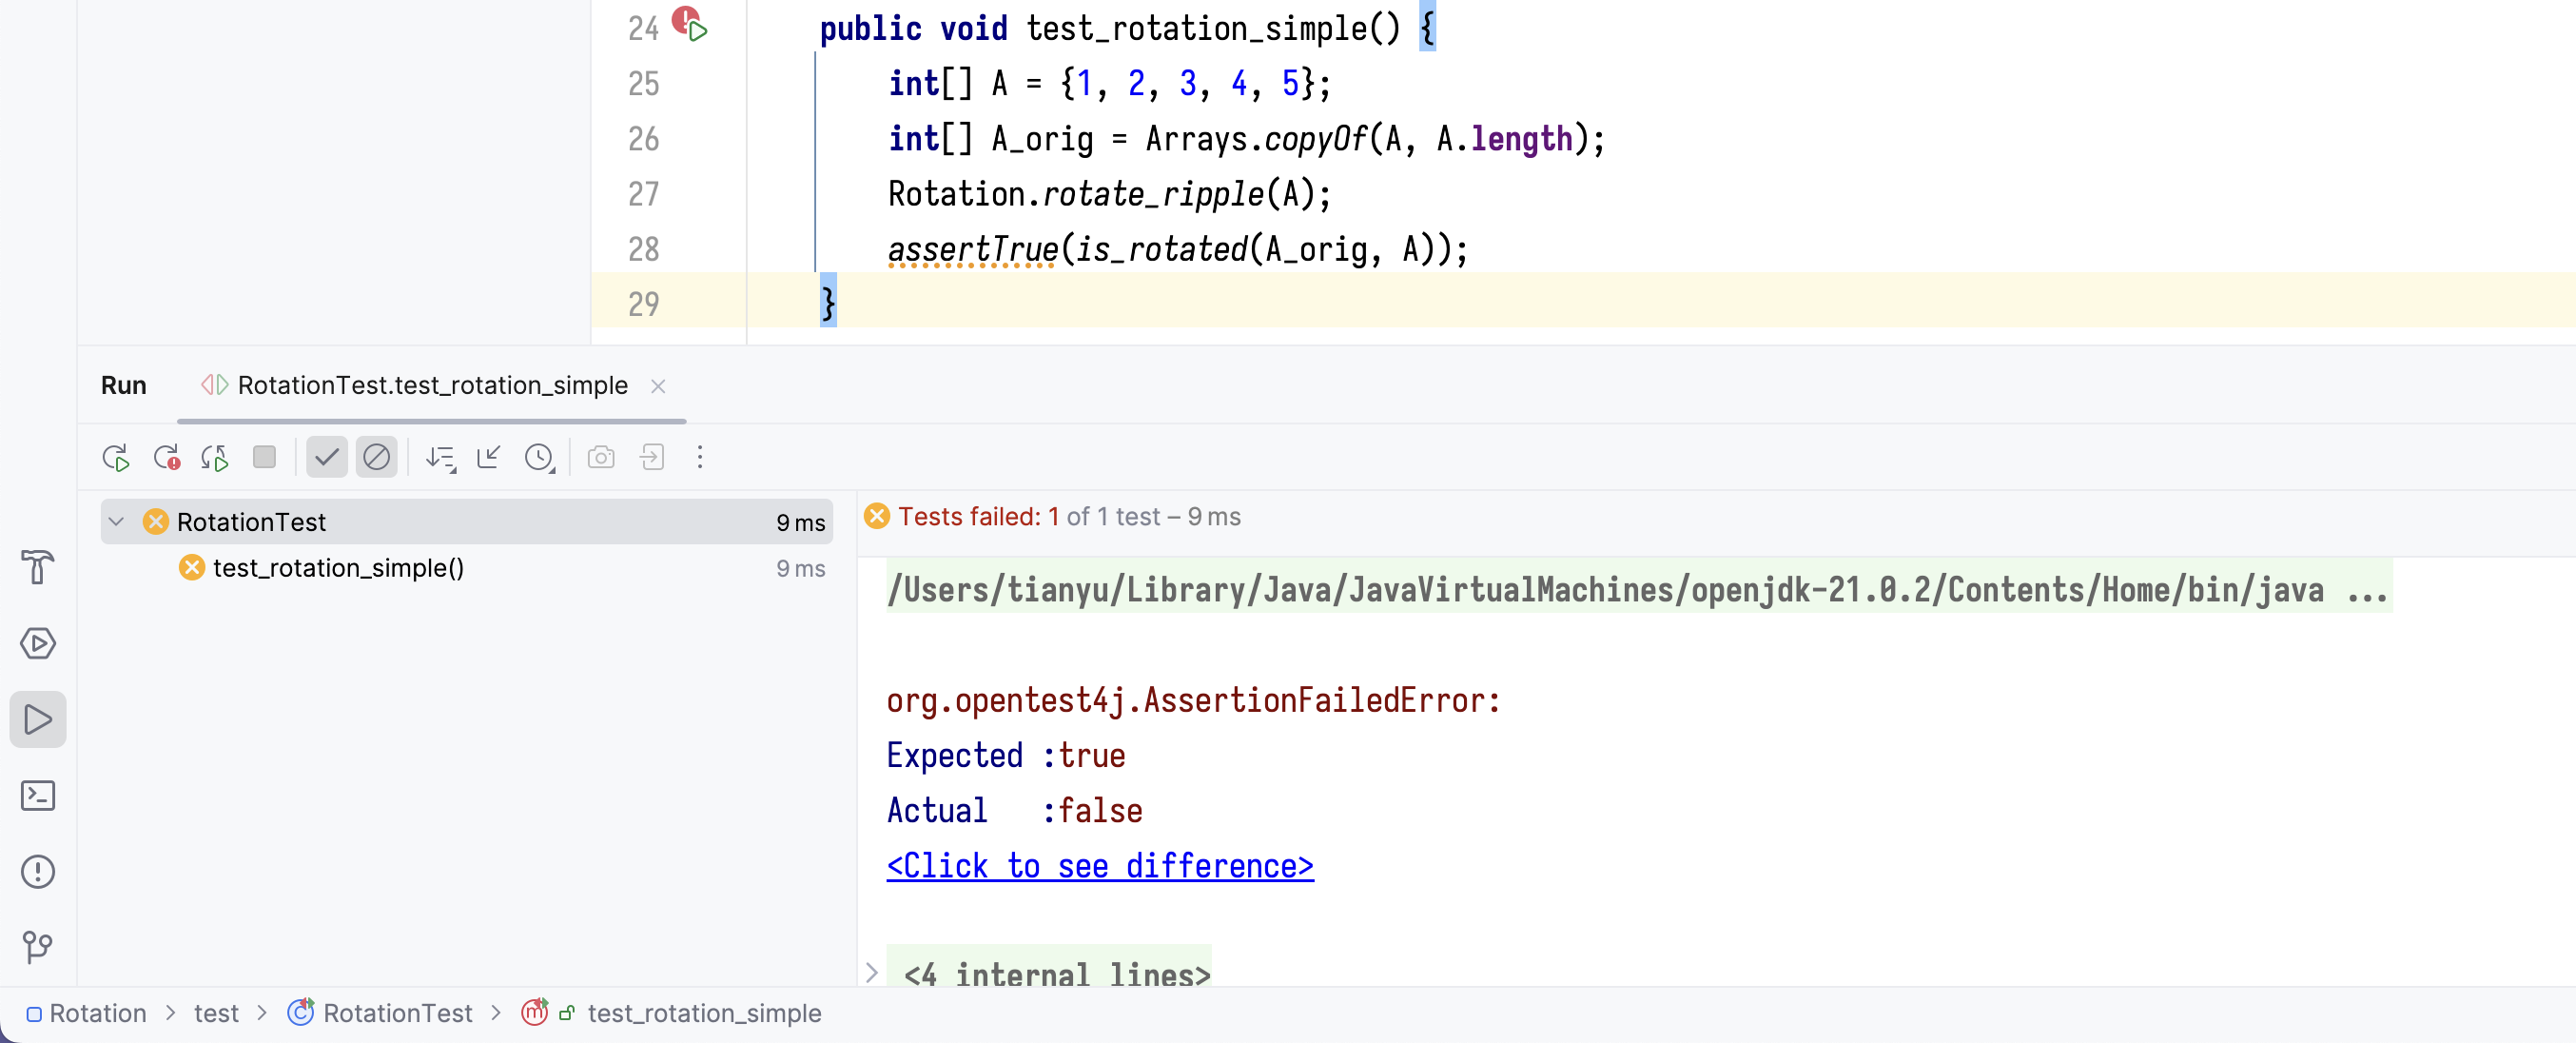 24 public void test_rotation_simple() {
25 int[] A = {1, 2, 3, 4, 5};
26 int[] A_orig = Arrays.copyOf(A, A.length);
27 Rotation.rotate_ripple(A);
28 assertTrue(is_rotated(A_orig, A));
29 }
Run RotationTest.test_rotation_simple
RotationTest 9 ms
test_rotation_simple() 9 ms
Tests failed: 1 of 1 test – 9 ms
/Users/tianyu/Library/Java/JavaVirtualMachines/openjdk-21.0.2/Contents/Home/bin/java ...
org.opentest4j.AssertionFailedError:
Expected :true
Actual   :false
<Click to see difference>
<4 internal lines>
Rotation > test > RotationTest > test_rotation_simple